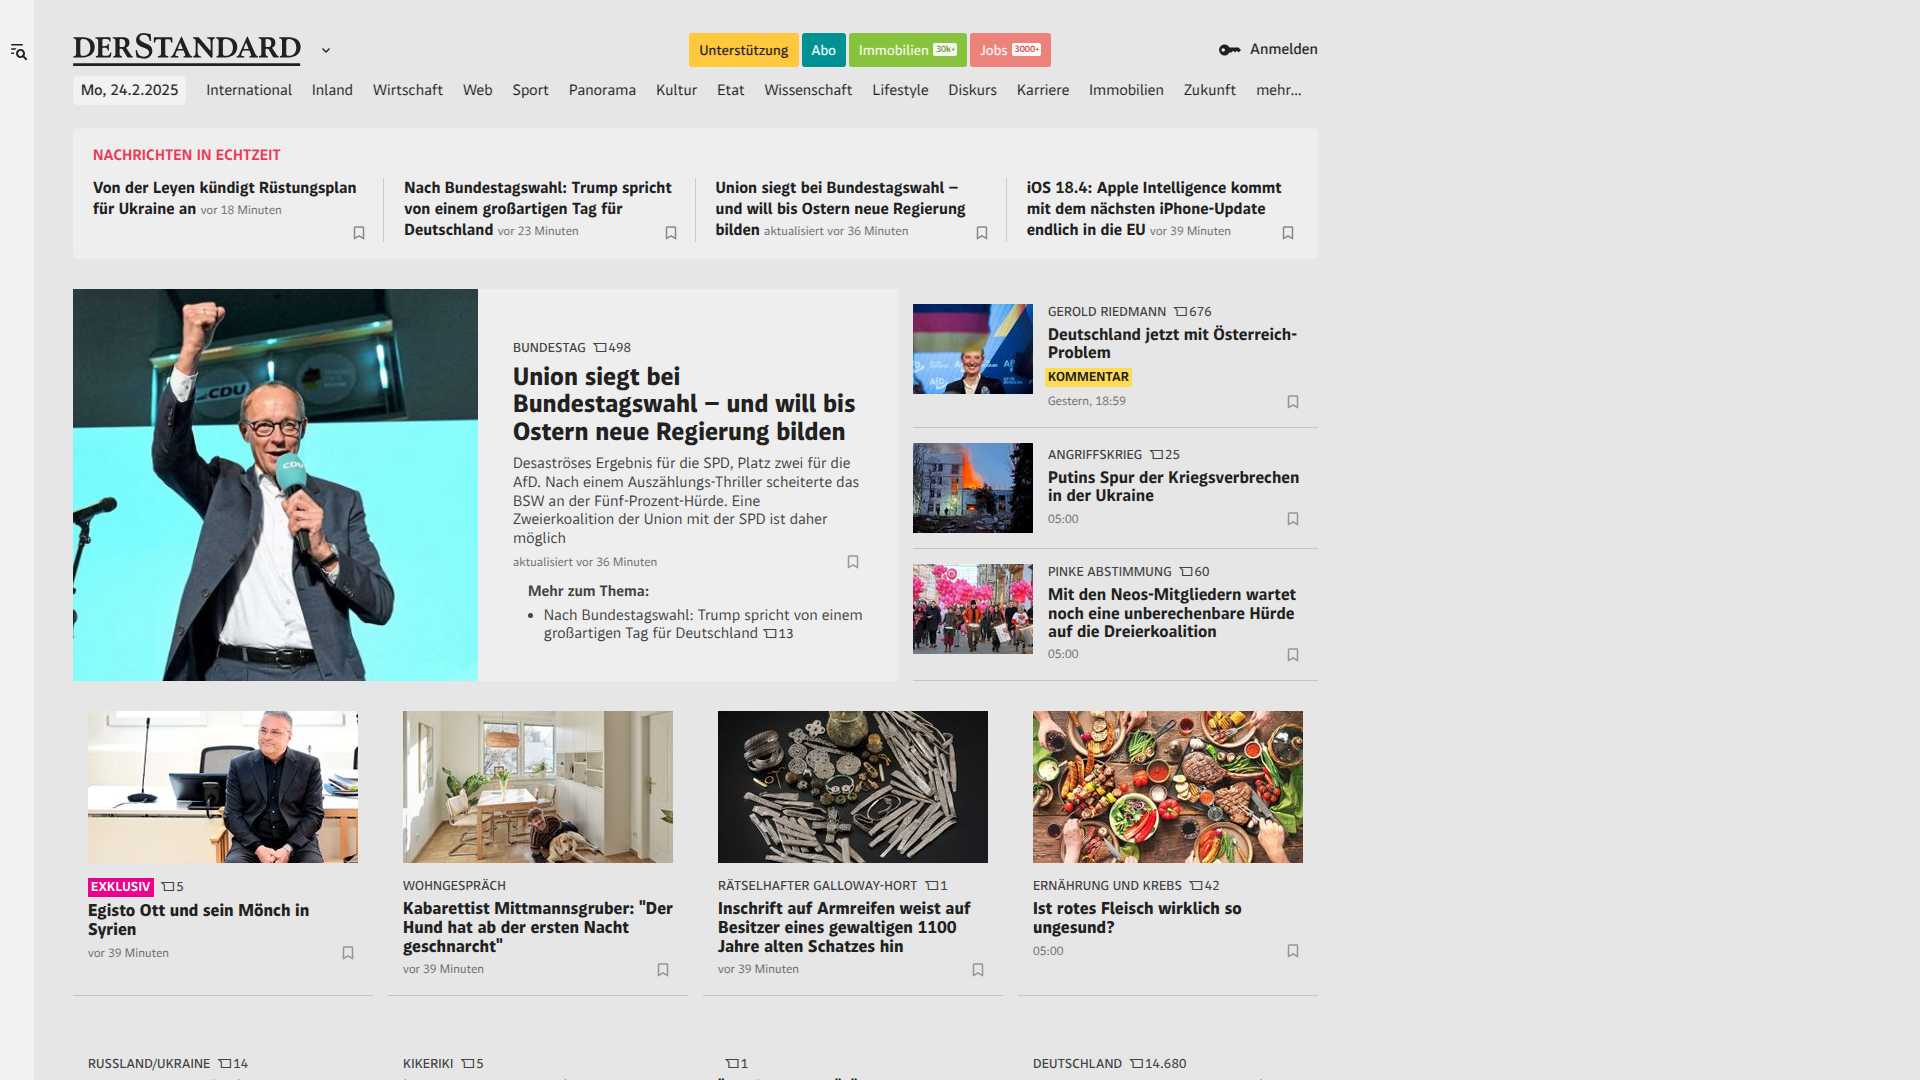 DERSTANDARD
Unterstützung
Abo
Immobilien 30k+
Jobs 3000+
Anmelden
Mo, 24.2.2025
International
Inland
Wirtschaft
Web
Sport
Panorama
Kultur
Etat
Wissenschaft
Lifestyle
Diskurs
Karriere
Immobilien
Zukunft
mehr...
NACHRICHTEN IN ECHTZEIT
Von der Leyen kündigt Rüstungsplan
für Ukraine an vor 18 Minuten
Nach Bundestagswahl: Trump spricht
von einem großartigen Tag für
Deutschland vor 23 Minuten
Union siegt bei Bundestagswahl –
und will bis Ostern neue Regierung
bilden aktualisiert vor 36 Minuten
iOS 18.4: Apple Intelligence kommt
mit dem nächsten iPhone-Update
endlich in die EU vor 39 Minuten
CDU
CDU
BUNDESTAG 498
Union siegt bei
Bundestagswahl – und will bis
Ostern neue Regierung bilden
Desaströses Ergebnis für die SPD, Platz zwei für die
AfD. Nach einem Auszählungs-Thriller scheiterte das
BSW an der Fünf-Prozent-Hürde. Eine
Zweierkoalition der Union mit der SPD ist daher
möglich
aktualisiert vor 36 Minuten
Mehr zum Thema:
• Nach Bundestagswahl: Trump spricht von einem
großartigen Tag für Deutschland 13
AfD
GEROLD RIEDMANN 676
Deutschland jetzt mit Österreich-
Problem
KOMMENTAR
Gestern, 18:59
ANGRIFFSKRIEG 25
Putins Spur der Kriegsverbrechen
in der Ukraine
05:00
PINKE ABSTIMMUNG 60
Mit den Neos-Mitgliedern wartet
noch eine unberechenbare Hürde
auf die Dreierkoalition
05:00
EXKLUSIV 5
Egisto Ott und sein Mönch in
Syrien
vor 39 Minuten
WOHNGESPRÄCH
Kabarettist Mittmannsgruber: "Der
Hund hat ab der ersten Nacht
geschnarcht"
vor 39 Minuten
RÄTSELHAFTER GALLOWAY-HORT 1
Inschrift auf Armreifen weist auf
Besitzer eines gewaltigen 1100
Jahre alten Schatzes hin
vor 39 Minuten
ERNÄHRUNG UND KREBS 42
Ist rotes Fleisch wirklich so
ungesund?
05:00
RUSSLAND/UKRAINE 14
KIKERIKI 5
1
DEUTSCHLAND 14.680